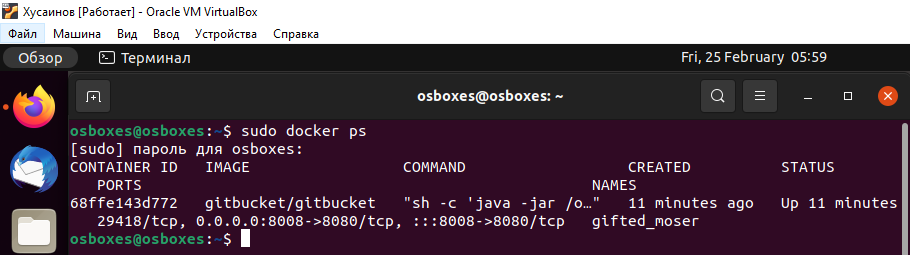 Хусаинов [Работает] - Oracle VM VirtualBox
Файл Машина Вид Ввод Устройства Справка
Обзор Терминал Fri, 25 February 05:59
osboxes@osboxes: ~
osboxes@osboxes:~$ sudo docker ps
[sudo] пароль для osboxes:
CONTAINER ID IMAGE COMMAND CREATED STATUS
PORTS NAMES
68ffe143d772 gitbucket/gitbucket "sh -c 'java -jar /o…" 11 minutes ago Up 11 minutes
29418/tcp, 0.0.0.0:8008->8080/tcp, :::8008->8080/tcp gifted_moser
osboxes@osboxes:~$